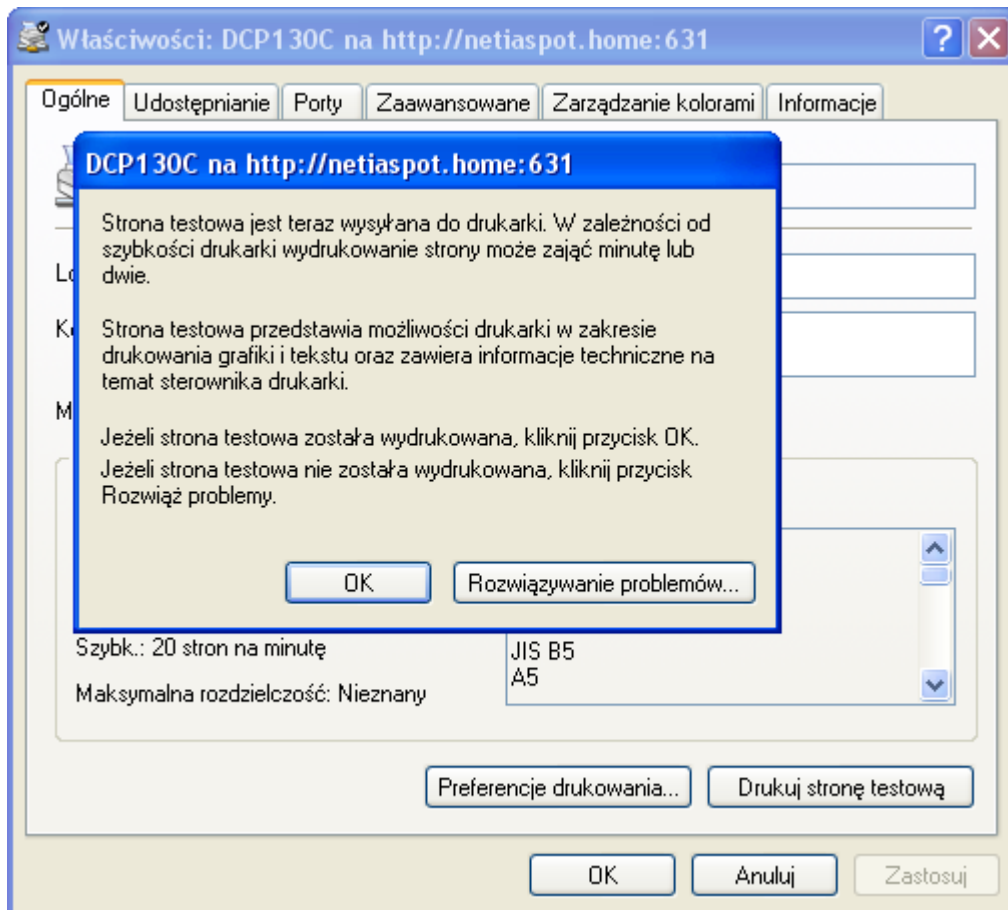 Właściwości: DCP130C na http://netiaspot.home:631
Ogólne Udostępnianie Porty Zaawansowane Zarządzanie kolorami Informacje
DCP130C na http://netiaspot.home:631
Strona testowa jest teraz wysyłana do drukarki. W zależności od
szybkości drukarki wydrukowanie strony może zająć minutę lub
dwie.
Strona testowa przedstawia możliwości drukarki w zakresie
drukowania grafiki i tekstu oraz zawiera informacje techniczne na
temat sterownika drukarki.
Jeżeli strona testowa została wydrukowana, kliknij przycisk OK.
Jeżeli strona testowa nie została wydrukowana, kliknij przycisk
Rozwiąż problemy.
OK Rozwiązywanie problemów...
Szybk.: 20 stron na minutę
JIS B5
A5
Maksymalna rozdzielczość: Nieznany
Preferencje drukowania... Drukuj stronę testową
OK Anuluj Zastosuj